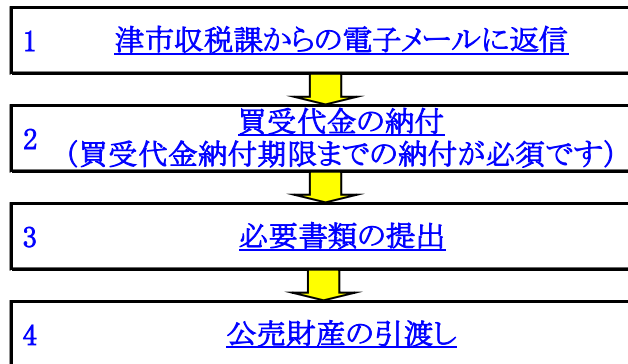 1 津市収税課からの電子メールに返信
2 買受代金の納付
（買受代金納付期限までの納付が必須です）
3 必要書類の提出
4 公売財産の引渡し